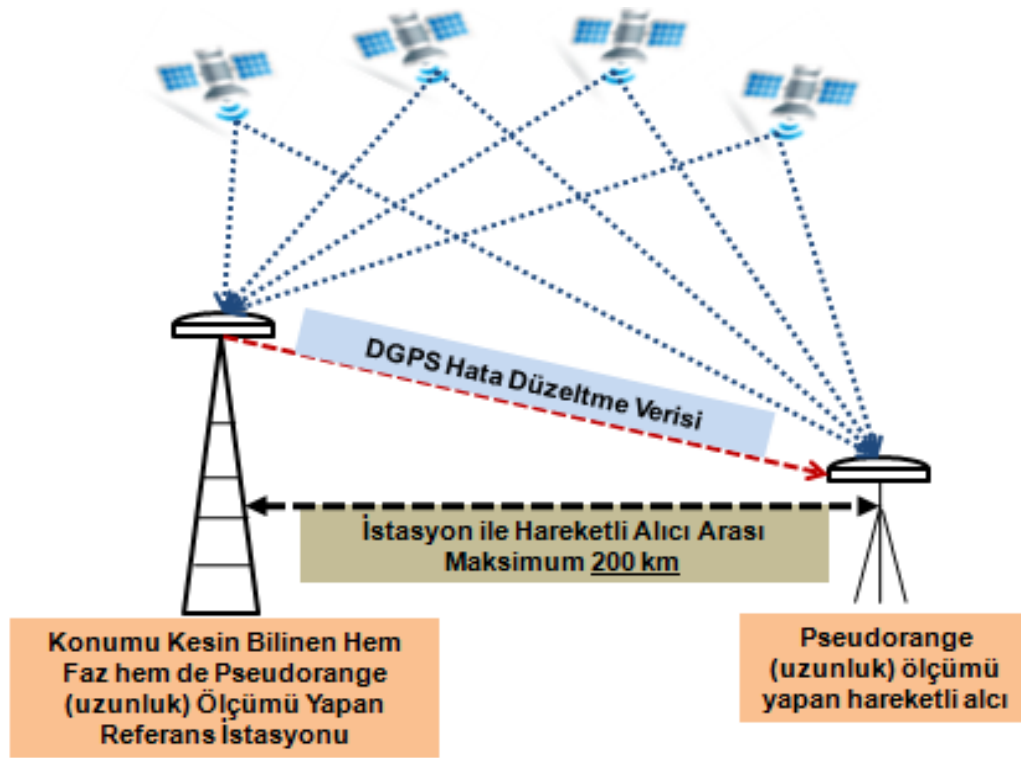 DGPS Hata Düzeltme Verisi
İstasyon ile Hareketli Alıcı Arası
Maksimum 200 km
Konumu Kesin Bilinen Hem
Faz hem de Pseudorange
(uzunluk) Ölçümü Yapan
Referans İstasyonu
Pseudorange
(uzunluk) ölçümü
yapan hareketli alcı